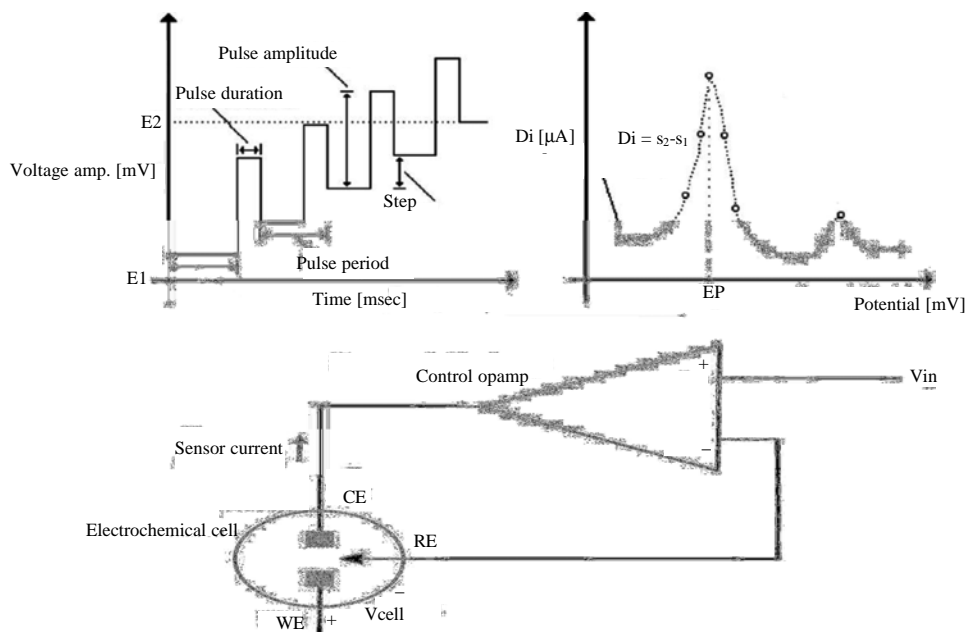 Pulse amplitude
Pulse duration
E2
Voltage amp. [mV]
Step
E1
Pulse period
Time [msec]
Di [µA]
Di = s₂-s₁
EP
Potential [mV]
Control opamp
+
Vin
−
Sensor current
CE
Electrochemical cell
RE
−
Vcell
WE
+